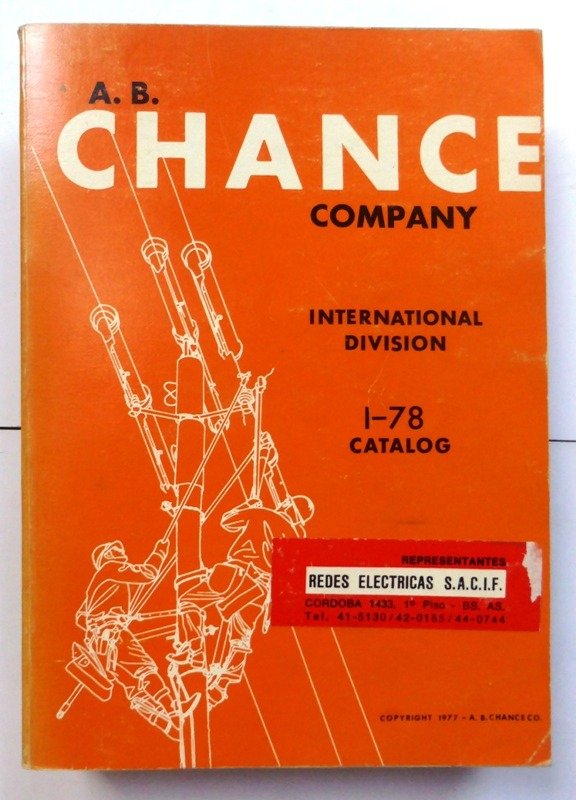 A. B.
CHANCE
COMPANY
INTERNATIONAL
DIVISION
I-78
CATALOG
REPRESENTANTES
REDES ELECTRICAS S.A.C.I.F.
CORDOBA 1433, 1º Piso - BS. AS.
Tel. 41-5130/42-0165/44-0744
COPYRIGHT 1977 - A. B. CHANCE CO.